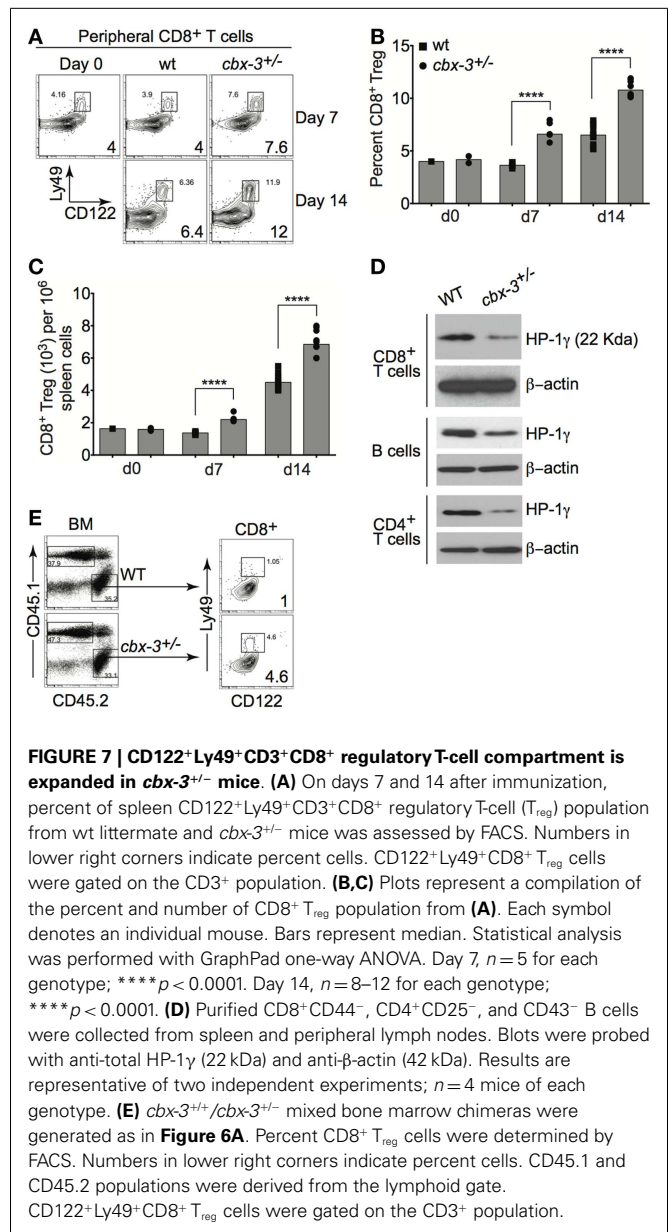 A
Peripheral CD8+ T cells
Day 0 wt cbx-3+/-
4.16 3.9 7.6
4 4 7.6
Day 7
Ly49
CD122
6.36 11.9
6.4 12
Day 14
B
wt
cbx-3+/-
Percent CD8+ Treg
15
10
5
0
**** ****
d0 d7 d14
C
CD8+ Treg (10³) per 10⁶
spleen cells
10
8
6
4
2
0
**** ****
d0 d7 d14
D
WT cbx-3+/-
CD8+
T cells
HP-1γ (22 Kda)
β–actin
B cells
HP-1γ
β–actin
CD4+
T cells
HP-1γ
β–actin
E
BM CD8+
37.9 35.2
WT
1.05
1
47.3 33.1
cbx-3+/-
4.6
4.6
CD45.1
CD45.2
Ly49
CD122
FIGURE 7 | CD122+Ly49+CD3+CD8+ regulatory T-cell compartment is
expanded in cbx-3+/− mice. (A) On days 7 and 14 after immunization,
percent of spleen CD122+Ly49+CD3+CD8+ regulatory T-cell (Treg) population
from wt littermate and cbx-3+/− mice was assessed by FACS. Numbers in
lower right corners indicate percent cells. CD122+Ly49+CD8+ Treg cells
were gated on the CD3+ population. (B,C) Plots represent a compilation of
the percent and number of CD8+ Treg population from (A). Each symbol
denotes an individual mouse. Bars represent median. Statistical analysis
was performed with GraphPad one-way ANOVA. Day 7, n = 5 for each
genotype; ****p < 0.0001. Day 14, n = 8–12 for each genotype;
****p < 0.0001. (D) Purified CD8+CD44−, CD4+CD25−, and CD43− B cells
were collected from spleen and peripheral lymph nodes. Blots were probed
with anti-total HP-1γ (22 kDa) and anti-β-actin (42 kDa). Results are
representative of two independent experiments; n = 4 mice of each
genotype. (E) cbx-3+/+/cbx-3+/− mixed bone marrow chimeras were
generated as in Figure 6A. Percent CD8+ Treg cells were determined by
FACS. Numbers in lower right corners indicate percent cells. CD45.1 and
CD45.2 populations were derived from the lymphoid gate.
CD122+Ly49+CD8+ Treg cells were gated on the CD3+ population.